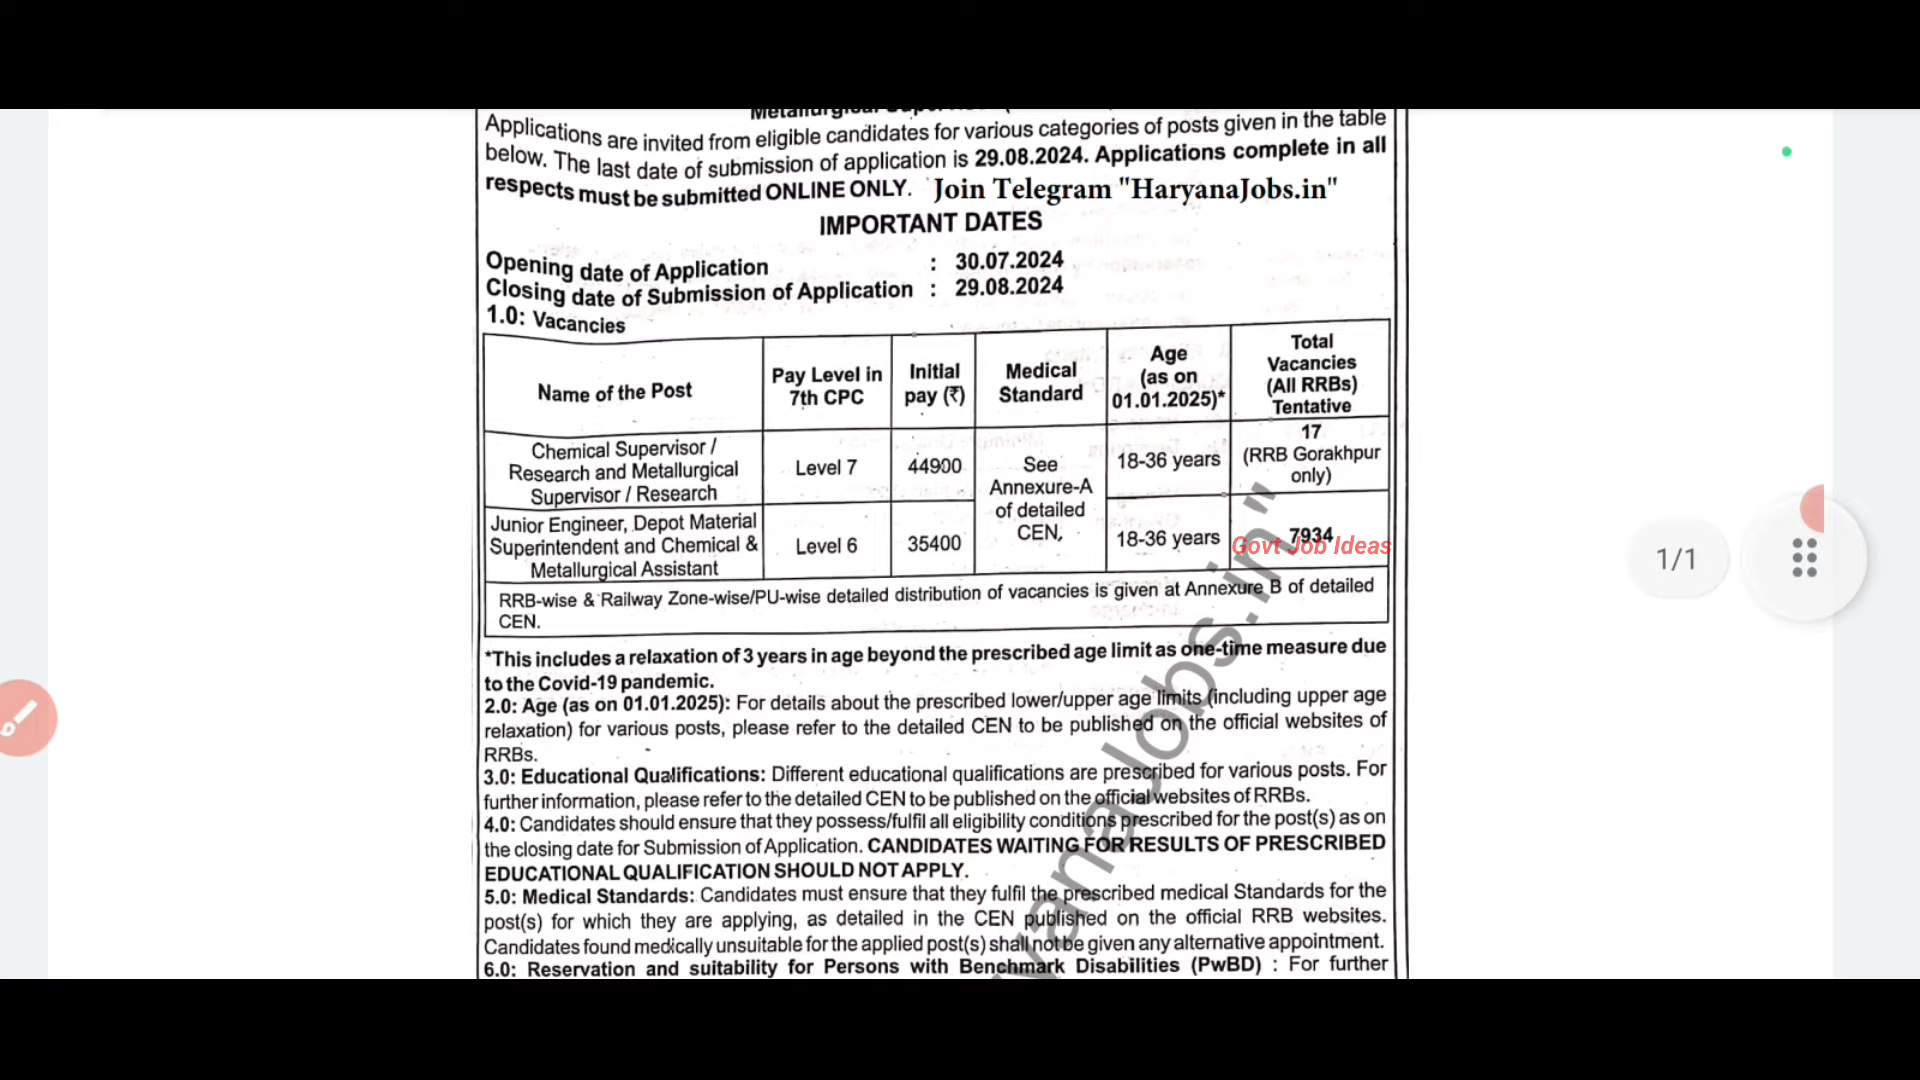 Metallurgical Super
Applications are invited from eligible candidates for various categories of posts given in the table
below. The last date of submission of application is 29.08.2024. Applications complete in all
respects must be submitted ONLINE ONLY. Join Telegram "HaryanaJobs.in"
IMPORTANT DATES
Opening date of Application : 30.07.2024
Closing date of Submission of Application : 29.08.2024
1.0: Vacancies
Name of the Post
Pay Level in
7th CPC
Initial
pay (₹)
Medical
Standard
Age
(as on
01.01.2025)*
Total
Vacancies
(All RRBs)
Tentative
Chemical Supervisor /
Research and Metallurgical
Supervisor / Research
Level 7
44900
See
Annexure-A
of detailed
CEN,
18-36 years
17
(RRB Gorakhpur
only)
Junior Engineer, Depot Material
Superintendent and Chemical &
Metallurgical Assistant
Level 6
35400
18-36 years
7934
Govt Job Ideas
RRB-wise & Railway Zone-wise/PU-wise detailed distribution of vacancies is given at Annexure B of detailed
CEN.
*This includes a relaxation of 3 years in age beyond the prescribed age limit as one-time measure due
to the Covid-19 pandemic.
2.0: Age (as on 01.01.2025): For details about the prescribed lower/upper age limits (including upper age
relaxation) for various posts, please refer to the detailed CEN to be published on the official websites of
RRBs.
3.0: Educational Qualifications: Different educational qualifications are prescribed for various posts. For
further information, please refer to the detailed CEN to be published on the official websites of RRBs.
4.0: Candidates should ensure that they possess/fulfil all eligibility conditions prescribed for the post(s) as on
the closing date for Submission of Application. CANDIDATES WAITING FOR RESULTS OF PRESCRIBED
EDUCATIONAL QUALIFICATION SHOULD NOT APPLY.
5.0: Medical Standards: Candidates must ensure that they fulfil the prescribed medical Standards for the
post(s) for which they are applying, as detailed in the CEN published on the official RRB websites.
Candidates found medically unsuitable for the applied post(s) shall not be given any alternative appointment.
6.0: Reservation and suitability for Persons with Benchmark Disabilities (PwBD) : For further
yanaJobs.in"
1/1